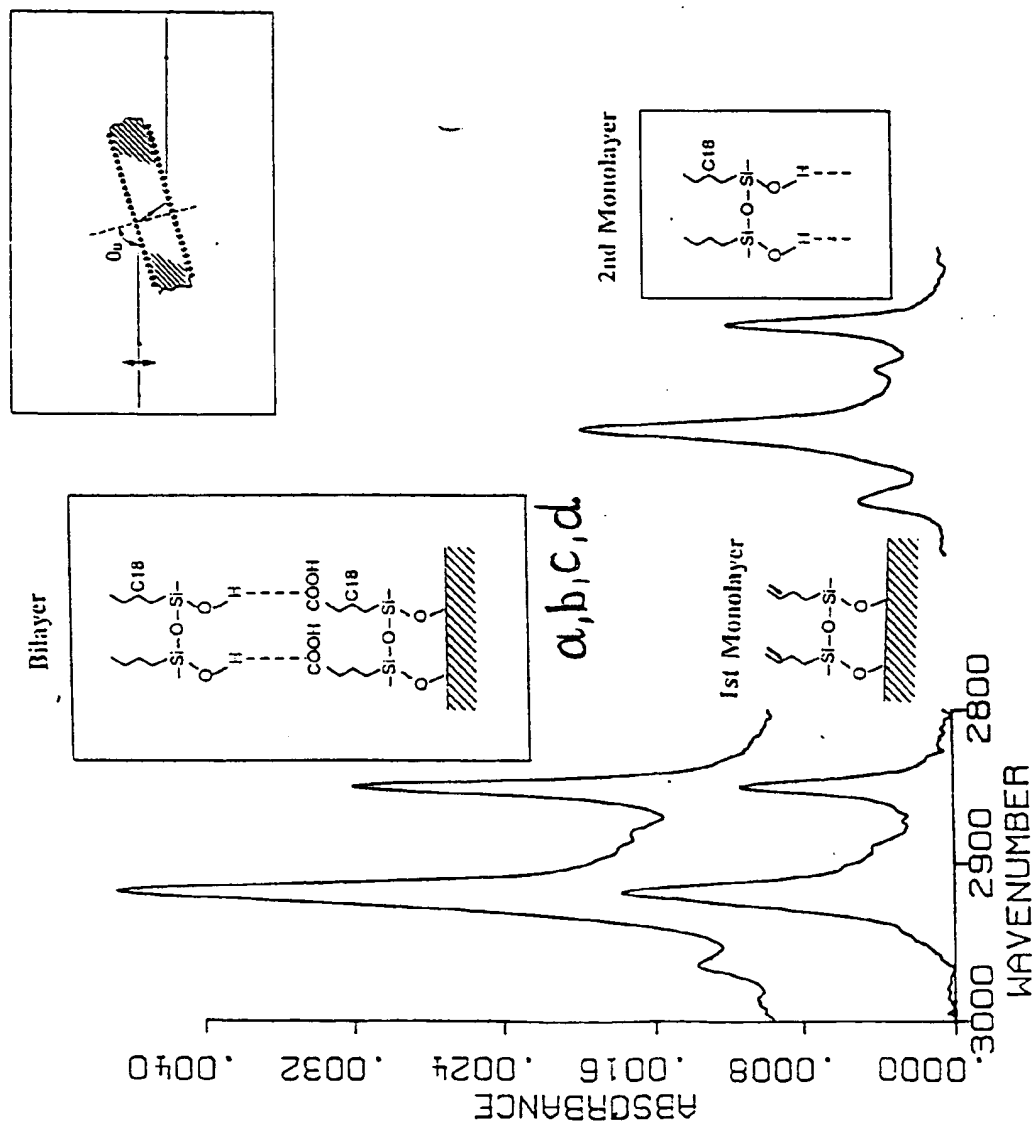 Bilayer
C18
Si
O
Si
O
O
H
H
COOH COOH
C18
Si
O
Si
O
O
a,b,c,d
θu
2nd Monolayer
C18
Si
O
Si
O
O
H
H
1st Monolayer
Si
O
Si
O
O
ABSORBANCE
.0040
.0032
.0024
.0016
.0008
.0000
3000
2900
2800
WAVENUMBER